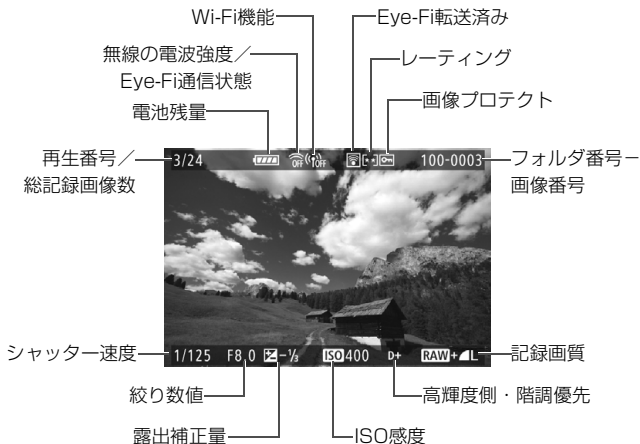 Wi-Fi機能
Eye-Fi転送済み
無線の電波強度／
Eye-Fi通信状態
レーティング
電池残量
画像プロテクト
再生番号／
総記録画像数
3/24
OFF
OFF
100-0003
フォルダ番号－
画像番号
シャッター速度
1/125
F8.0
-⅓
ISO 400
D+
RAW+L
記録画質
絞り数値
高輝度側・階調優先
露出補正量
ISO感度